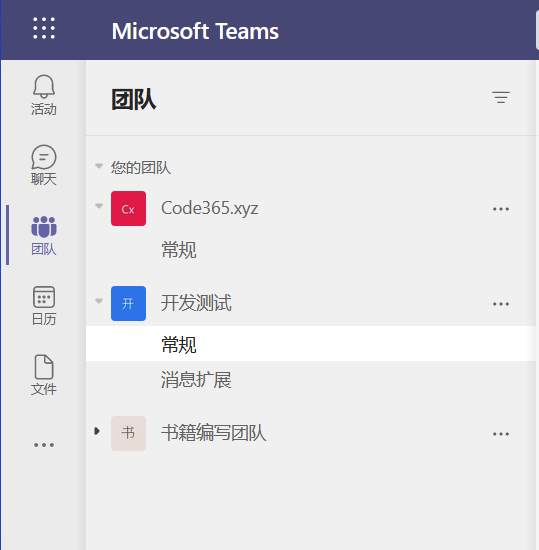 Microsoft Teams
活动
聊天
团队
日历
文件
团队
您的团队
Cx Code365.xyz
常规
开 开发测试
常规
消息扩展
书 书籍编写团队